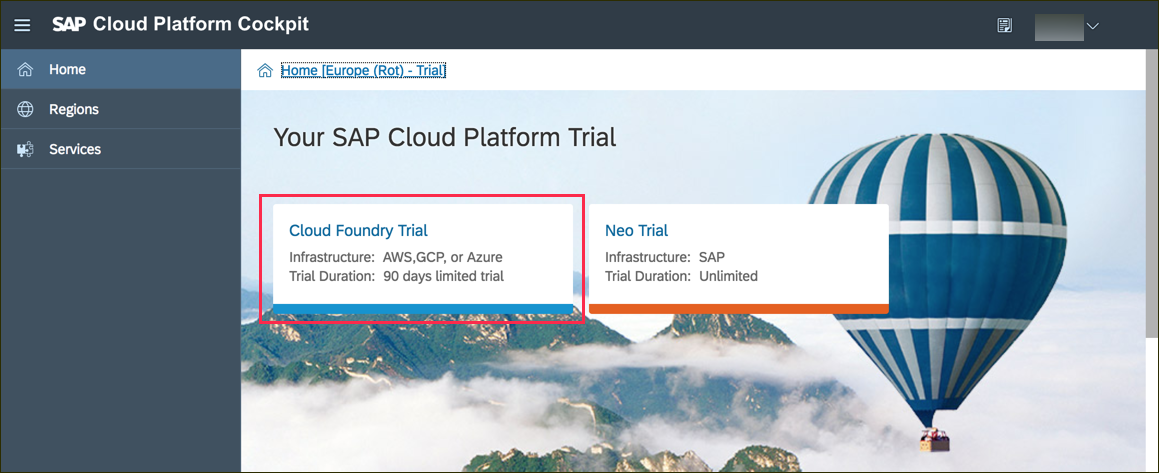 SAP Cloud Platform Cockpit
Home
Regions
Services
Home [Europe (Rot) - Trial]
Your SAP Cloud Platform Trial
Cloud Foundry Trial
Infrastructure: AWS,GCP, or Azure
Trial Duration: 90 days limited trial
Neo Trial
Infrastructure: SAP
Trial Duration: Unlimited